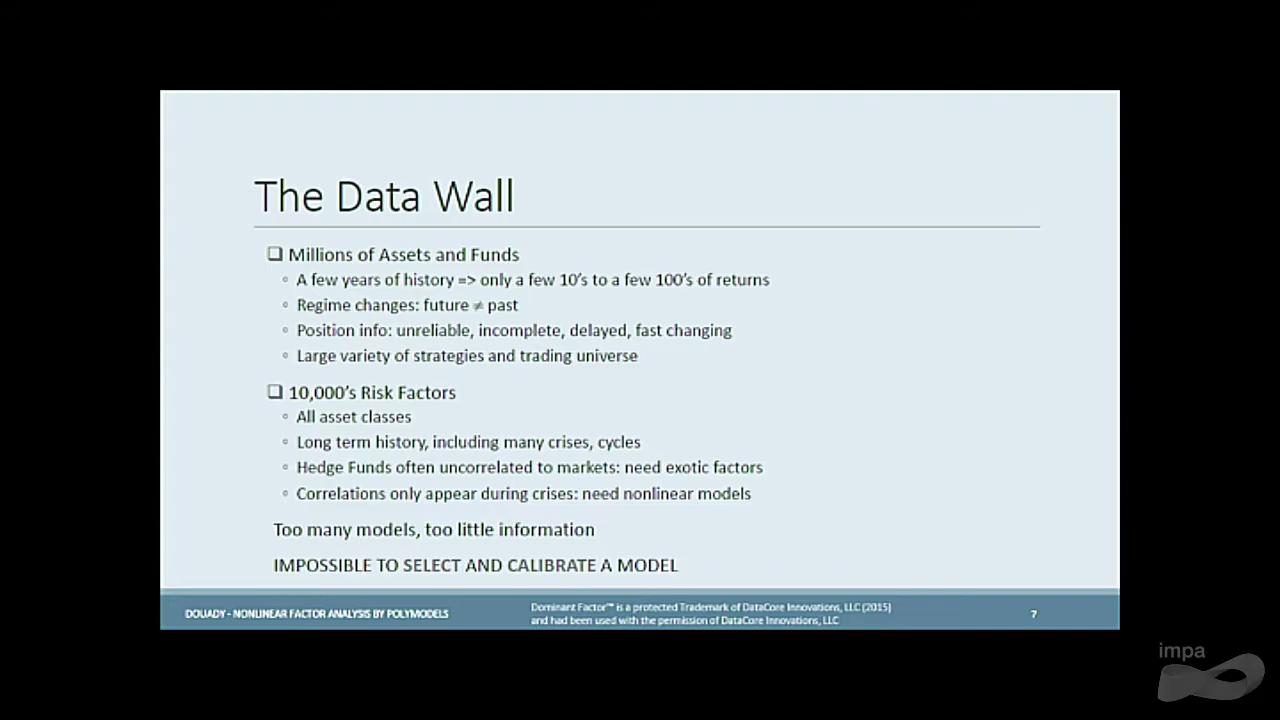 The Data Wall
❑ Millions of Assets and Funds
◦ A few years of history => only a few 10's to a few 100's of returns
◦ Regime changes: future ≠ past
◦ Position info: unreliable, incomplete, delayed, fast changing
◦ Large variety of strategies and trading universe
❑ 10,000's Risk Factors
◦ All asset classes
◦ Long term history, including many crises, cycles
◦ Hedge Funds often uncorrelated to markets: need exotic factors
◦ Correlations only appear during crises: need nonlinear models
Too many models, too little information
IMPOSSIBLE TO SELECT AND CALIBRATE A MODEL
DOUADY - NONLINEAR FACTOR ANALYSIS BY POLYMODELS
Dominant Factor™ is a protected Trademark of DataCore Innovations, LLC (2015)
and had been used with the permission of DataCore Innovations, LLC
7
impa